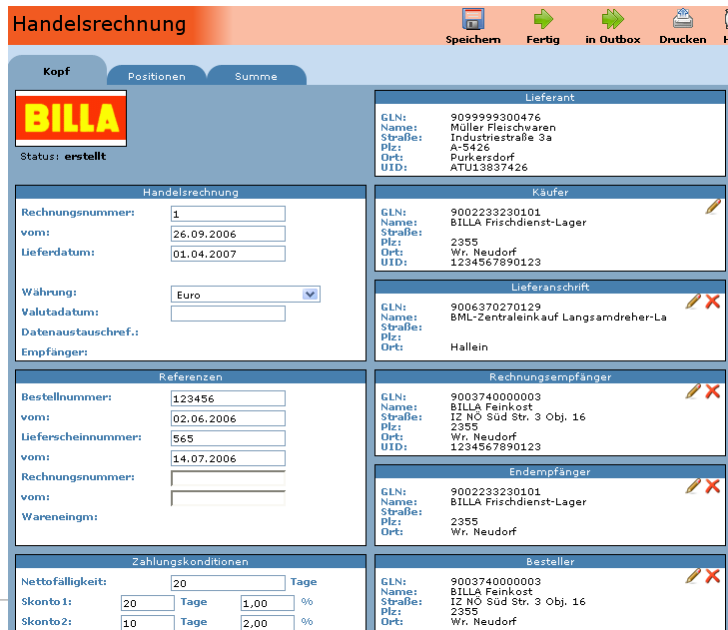 Handelsrechnung
Speichern Fertig in Outbox Drucken
Kopf Positionen Summe
BILLA
Status: erstellt
Handelsrechnung
Rechnungsnummer: 1
vom: 26.09.2006
Lieferdatum: 01.04.2007
Währung: Euro
Valutadatum:
Datenaustauschref.:
Empfänger:
Referenzen
Bestellnummer: 123456
vom: 02.06.2006
Lieferscheinnummer: 565
vom: 14.07.2006
Rechnungsnummer:
vom:
Wareneingm:
Zahlungskonditionen
Nettofälligkeit: 20 Tage
Skonto1: 20 Tage 1,00 %
Skonto2: 10 Tage 2,00 %
Lieferant
GLN: 9099999300476
Name: Müller Fleischwaren
Straße: Industriestraße 3a
Plz: A-5426
Ort: Purkersdorf
UID: ATU13837426
Käufer
GLN: 9002233230101
Name: BILLA Frischdienst-Lager
Straße:
Plz: 2355
Ort: Wr. Neudorf
UID: 1234567890123
Lieferanschrift
GLN: 9006370270129
Name: BML-Zentraleinkauf Langsamdreher-La
Straße:
Plz:
Ort: Hallein
Rechnungsempfänger
GLN: 9003740000003
Name: BILLA Feinkost
Straße: IZ NÖ Süd Str. 3 Obj. 16
Plz: 2355
Ort: Wr. Neudorf
UID: 1234567890123
Endempfänger
GLN: 9002233230101
Name: BILLA Frischdienst-Lager
Straße:
Plz: 2355
Ort: Wr. Neudorf
Besteller
GLN: 9003740000003
Name: BILLA Feinkost
Straße: IZ NÖ Süd Str. 3 Obj. 16
Plz: 2355
Ort: Wr. Neudorf